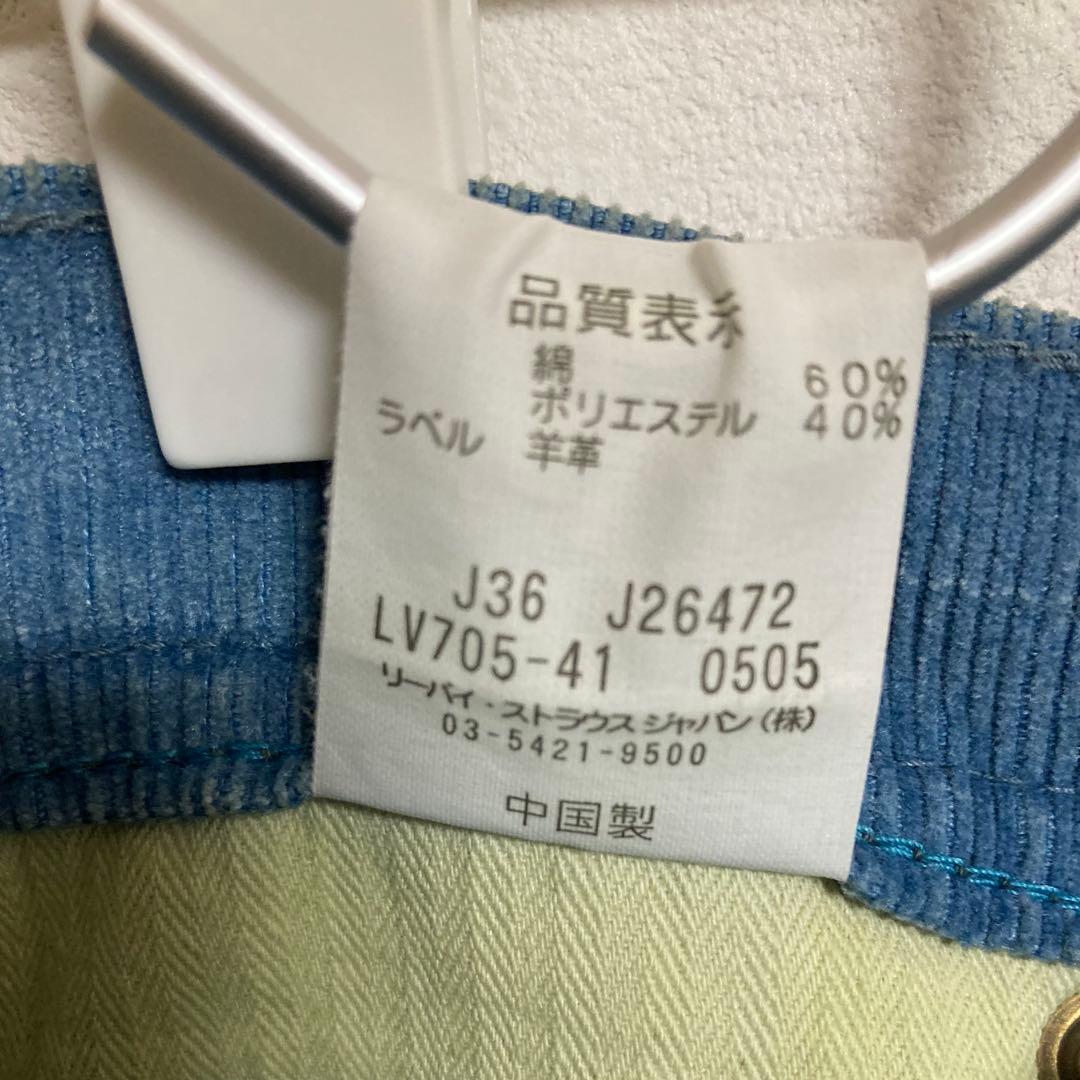 品質表
綿 60%
ポリエステル 40%
ラベル 羊革
J36 J26472
LV705-41 0505
リーバイ・ストラウス ジャパン(株)
03-5421-9500
中国製